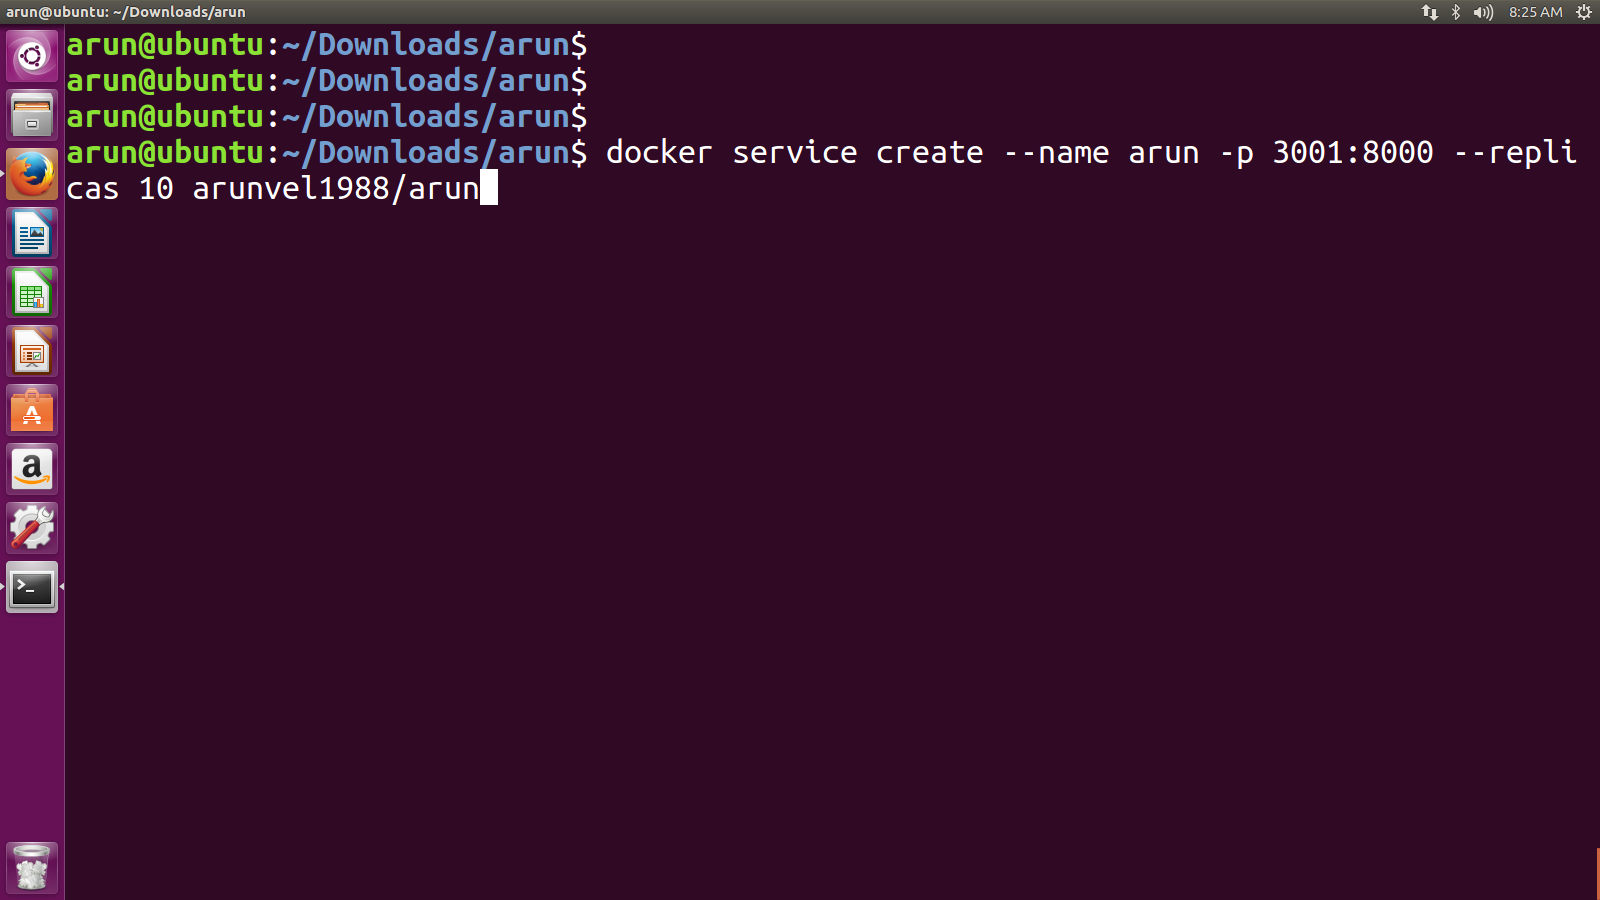 arun@ubuntu: ~/Downloads/arun 8:25 AM
arun@ubuntu:~/Downloads/arun$
arun@ubuntu:~/Downloads/arun$
arun@ubuntu:~/Downloads/arun$
arun@ubuntu:~/Downloads/arun$ docker service create --name arun -p 3001:8000 --repli
cas 10 arunvel1988/arun